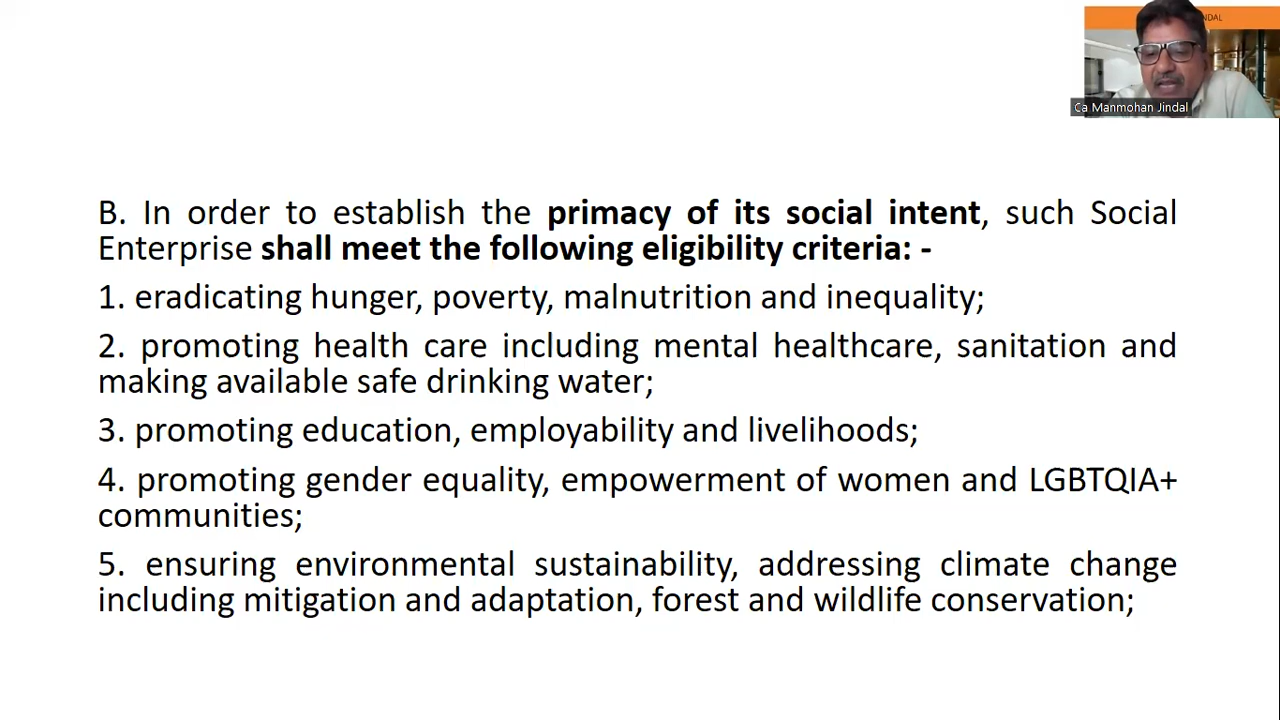 NDAL
Ca Manmohan Jindal
B. In order to establish the primacy of its social intent, such Social
Enterprise shall meet the following eligibility criteria: -
1. eradicating hunger, poverty, malnutrition and inequality;
2. promoting health care including mental healthcare, sanitation and
making available safe drinking water;
3. promoting education, employability and livelihoods;
4. promoting gender equality, empowerment of women and LGBTQIA+
communities;
5. ensuring environmental sustainability, addressing climate change
including mitigation and adaptation, forest and wildlife conservation;